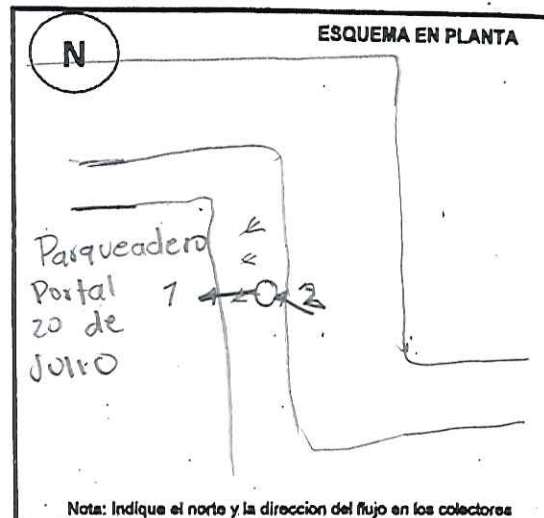 N
ESQUEMA EN PLANTA
Parqueadero
Portal 1 2
20 de
Julio
Nota: Indique el norte y la direccion del flujo en los colectores